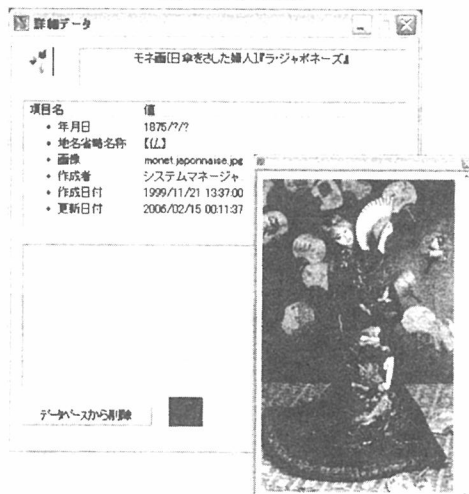 詳細データ
モネ画[日傘をさした婦人]『ラ・ジャポネーズ』
項目名 値
• 年月日 1875/?/?
• 地名省略名称 【仏】
• 画像 monet japonnaise.jpg
• 作成者 システムマネージャ
• 作成日付 1999/11/21 13:37:00
• 更新日付 2006/02/15 00:11:37
データベースから削除